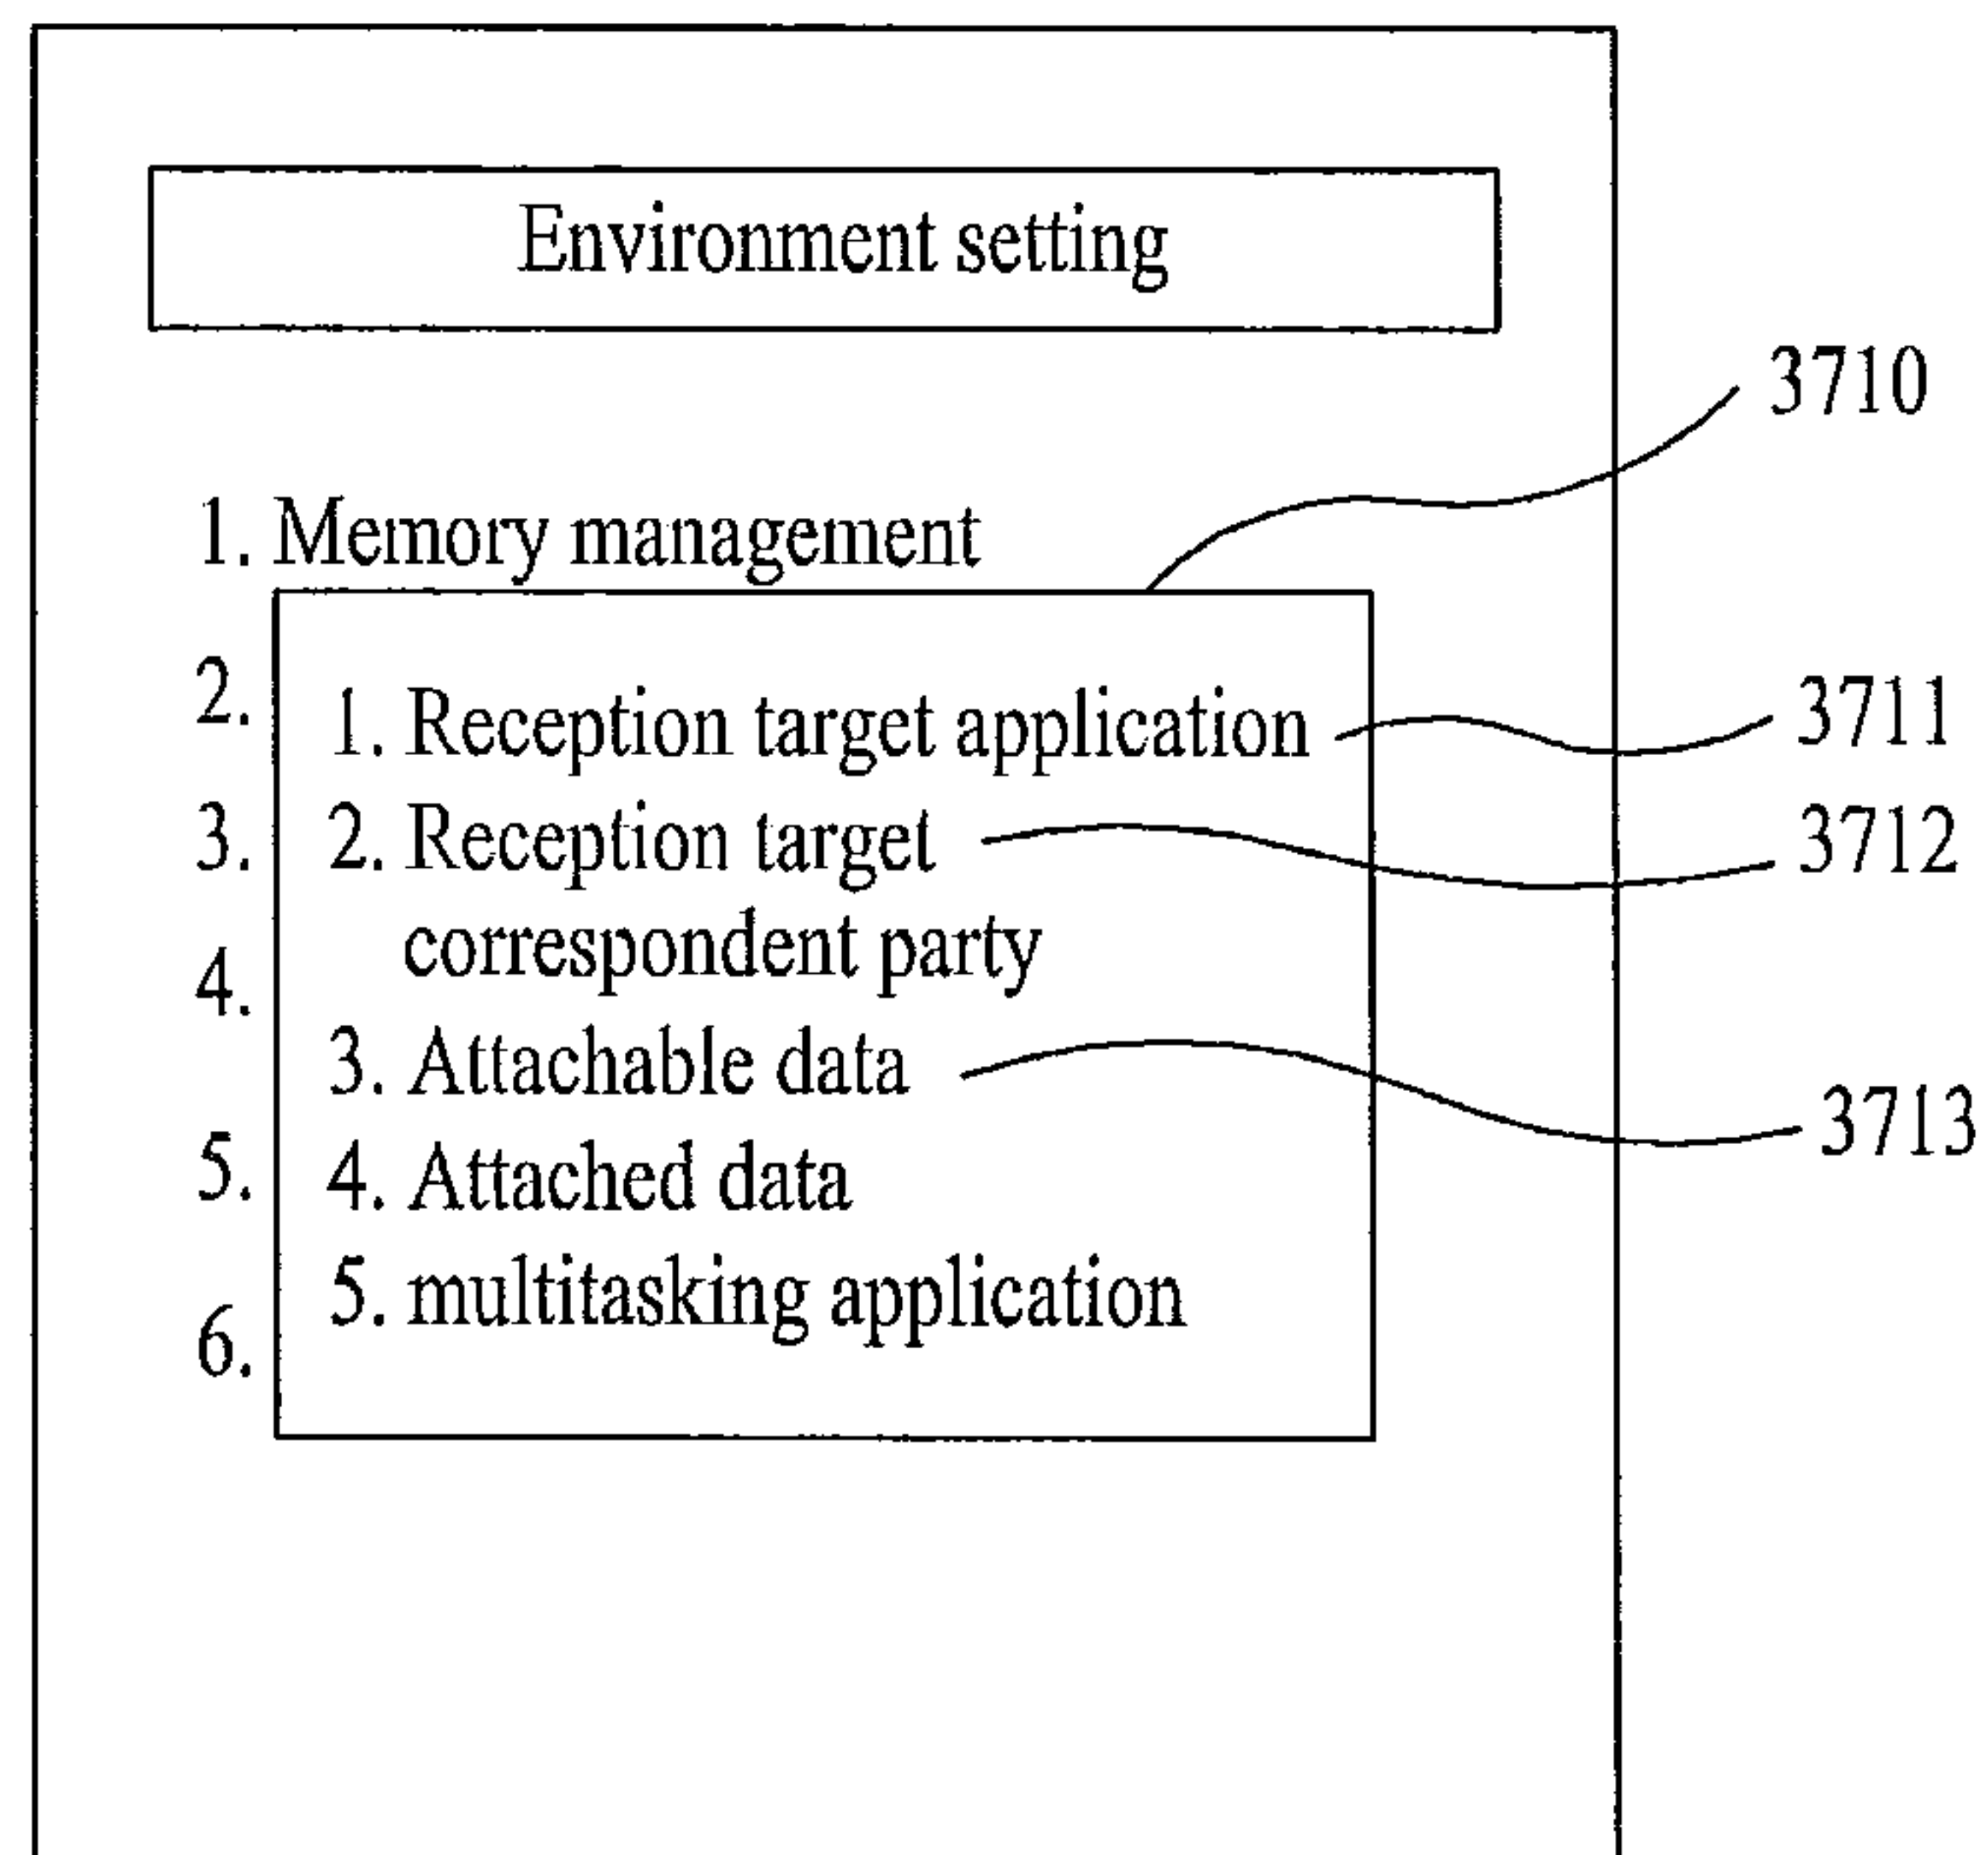 Environment setting
3710
1. Memory management
2.
1. Reception target application
3711
3.
2. Reception target
3712
correspondent party
4.
3. Attachable data
3713
5.
4. Attached data
5. multitasking application
6.